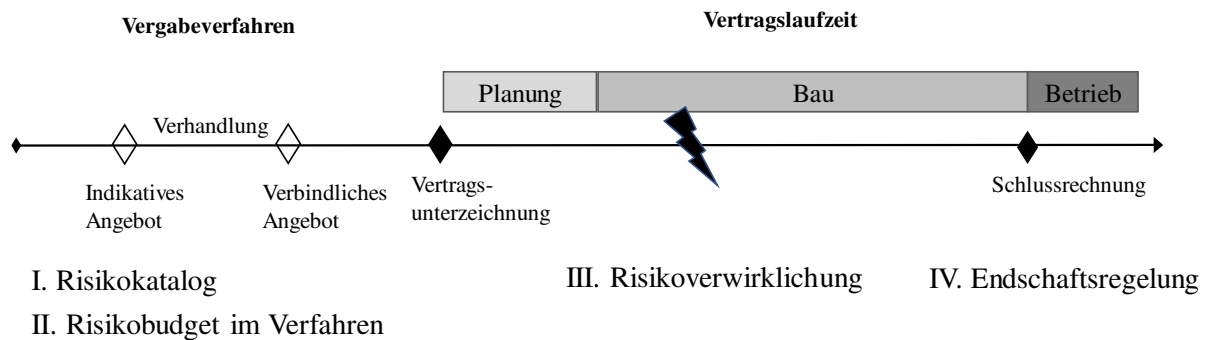 Vergabeverfahren
Vertragslaufzeit
Planung
Bau
Betrieb
Verhandlung
Indikatives
Angebot
Verbindliches
Angebot
Vertrags-
unterzeichnung
Schlussrechnung
I. Risikokatalog
II. Risikobudget im Verfahren
III. Risikoverwirklichung
IV. Endschaftsregelung